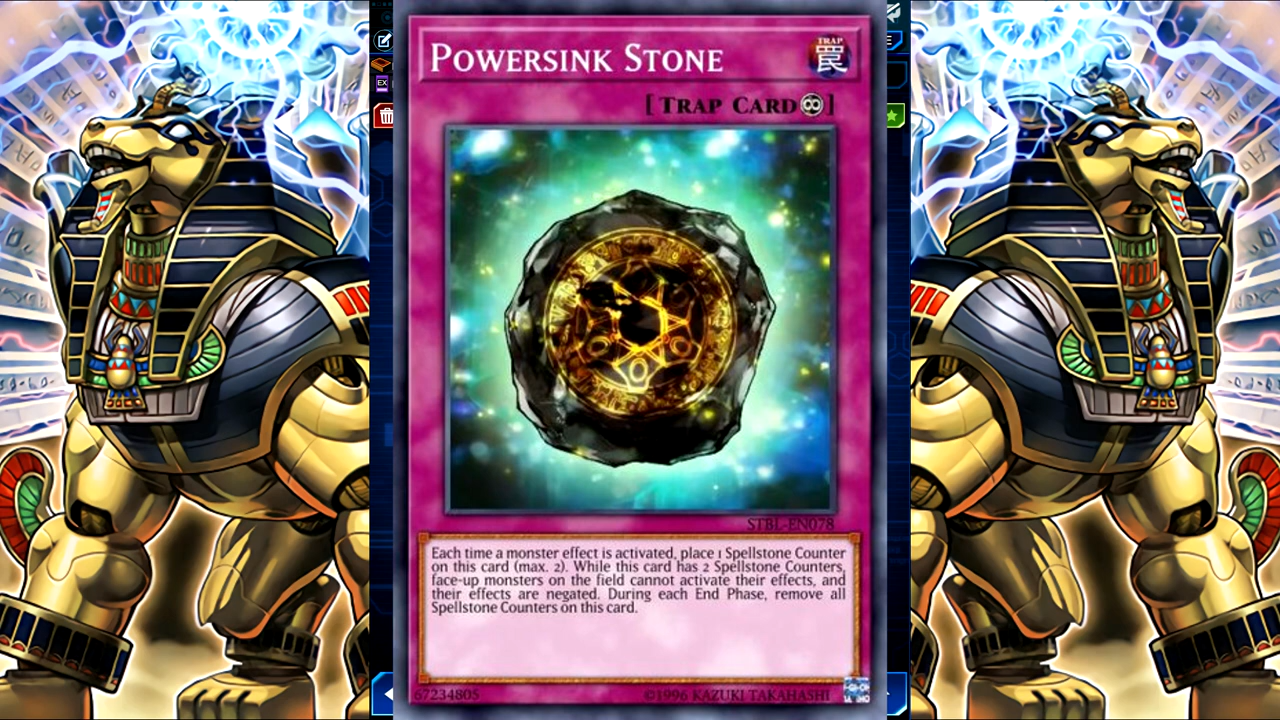 Powersink Stone
TRAP
罠
[Trap Card∞]
STBL-EN078
Each time a monster effect is activated, place 1 Spellstone Counter
on this card (max. 2). While this card has 2 Spellstone Counters,
face-up monsters on the field cannot activate their effects, and
their effects are negated. During each End Phase, remove all
Spellstone Counters on this card.
67234805
©1996 KAZUKI TAKAHASHI
EX